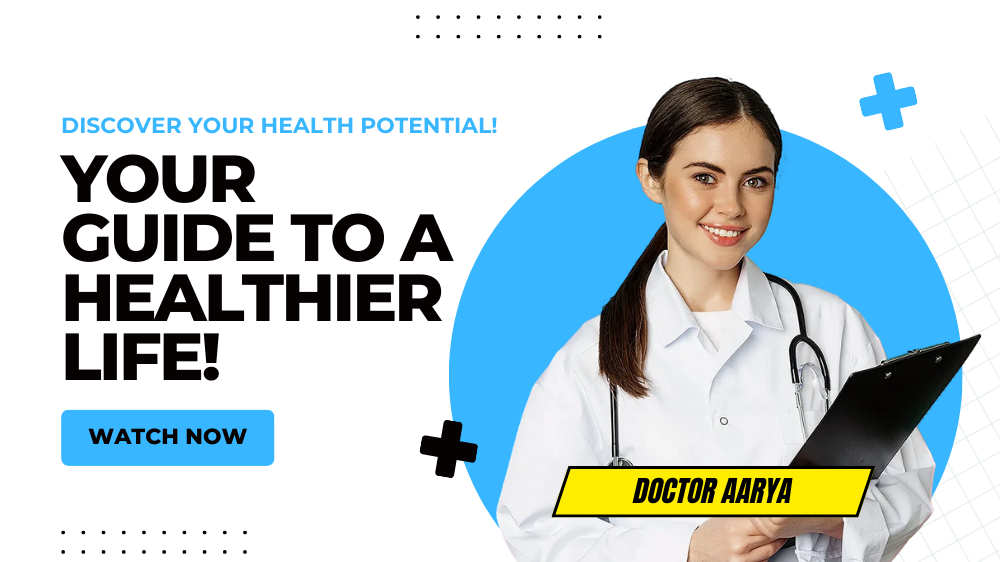 DISCOVER YOUR HEALTH POTENTIAL!
YOUR
GUIDE TO A
HEALTHIER
LIFE!
WATCH NOW
DOCTOR AARYA